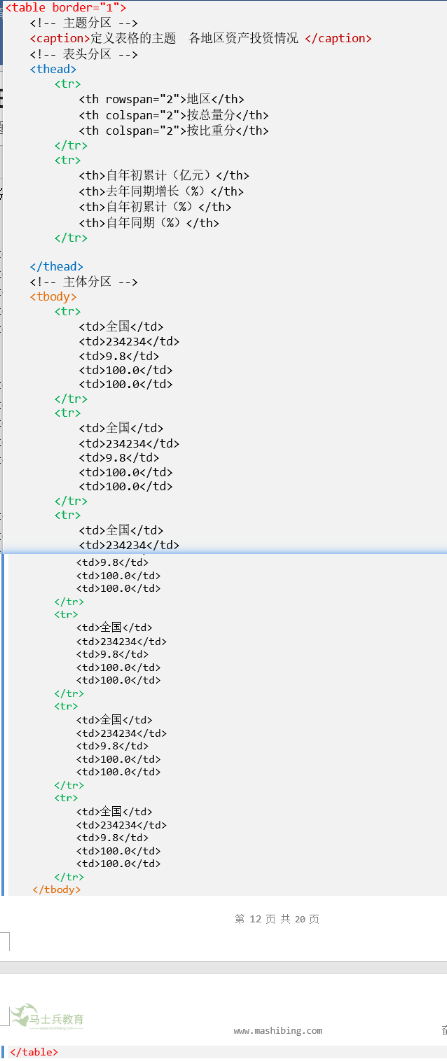 <table border="1">
<!-- 主题分区 -->
<caption>定义表格的主题  各地区资产投资情况 </caption>
<!-- 表头分区 -->
<thead>
<tr>
<th rowspan="2">地区</th>
<th colspan="2">按总量分</th>
<th colspan="2">按比重分</th>
</tr>
<tr>
<th>自年初累计（亿元）</th>
<th>去年同期增长（%）</th>
<th>自年初累计（%）</th>
<th>自年同期（%）</th>
</tr>
</thead>
<!-- 主体分区 -->
<tbody>
<tr>
<td>全国</td>
<td>234234</td>
<td>9.8</td>
<td>100.0</td>
<td>100.0</td>
</tr>
<tr>
<td>全国</td>
<td>234234</td>
<td>9.8</td>
<td>100.0</td>
<td>100.0</td>
</tr>
<tr>
<td>全国</td>
<td>234234</td>
<td>9.8</td>
<td>100.0</td>
<td>100.0</td>
</tr>
<tr>
<td>全国</td>
<td>234234</td>
<td>9.8</td>
<td>100.0</td>
<td>100.0</td>
</tr>
<tr>
<td>全国</td>
<td>234234</td>
<td>9.8</td>
<td>100.0</td>
<td>100.0</td>
</tr>
<tr>
<td>全国</td>
<td>234234</td>
<td>9.8</td>
<td>100.0</td>
<td>100.0</td>
</tr>
</tbody>
第 12 页 共 20 页
马士兵教育
www.mashibing.com
</table>